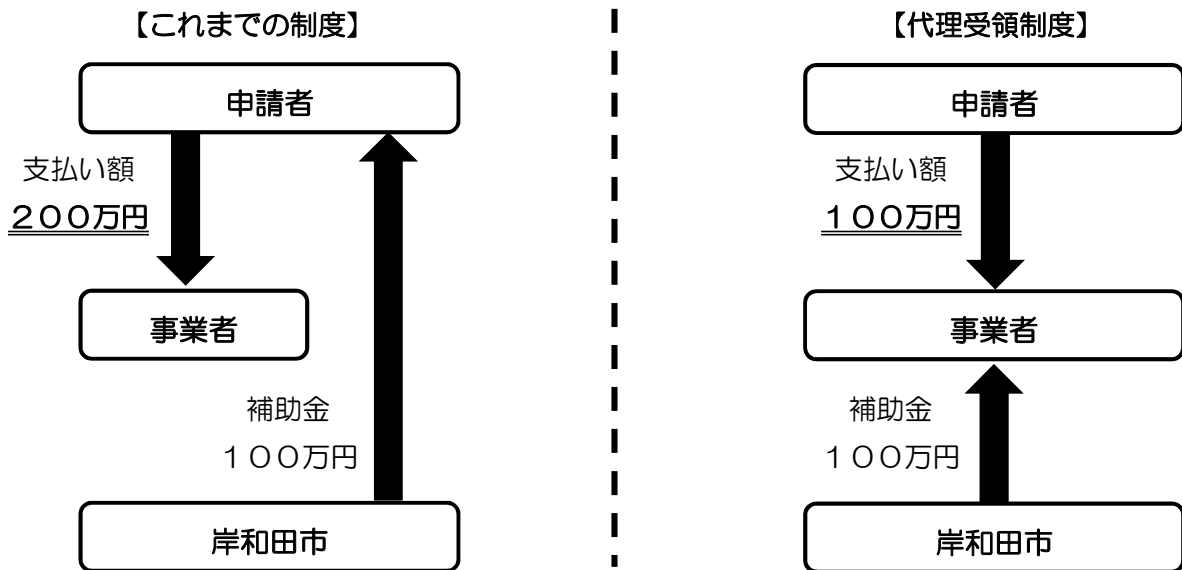 【これまでの制度】
申請者
支払い額
２００万円
事業者
補助金
１００万円
岸和田市
【代理受領制度】
申請者
支払い額
１００万円
事業者
補助金
１００万円
岸和田市